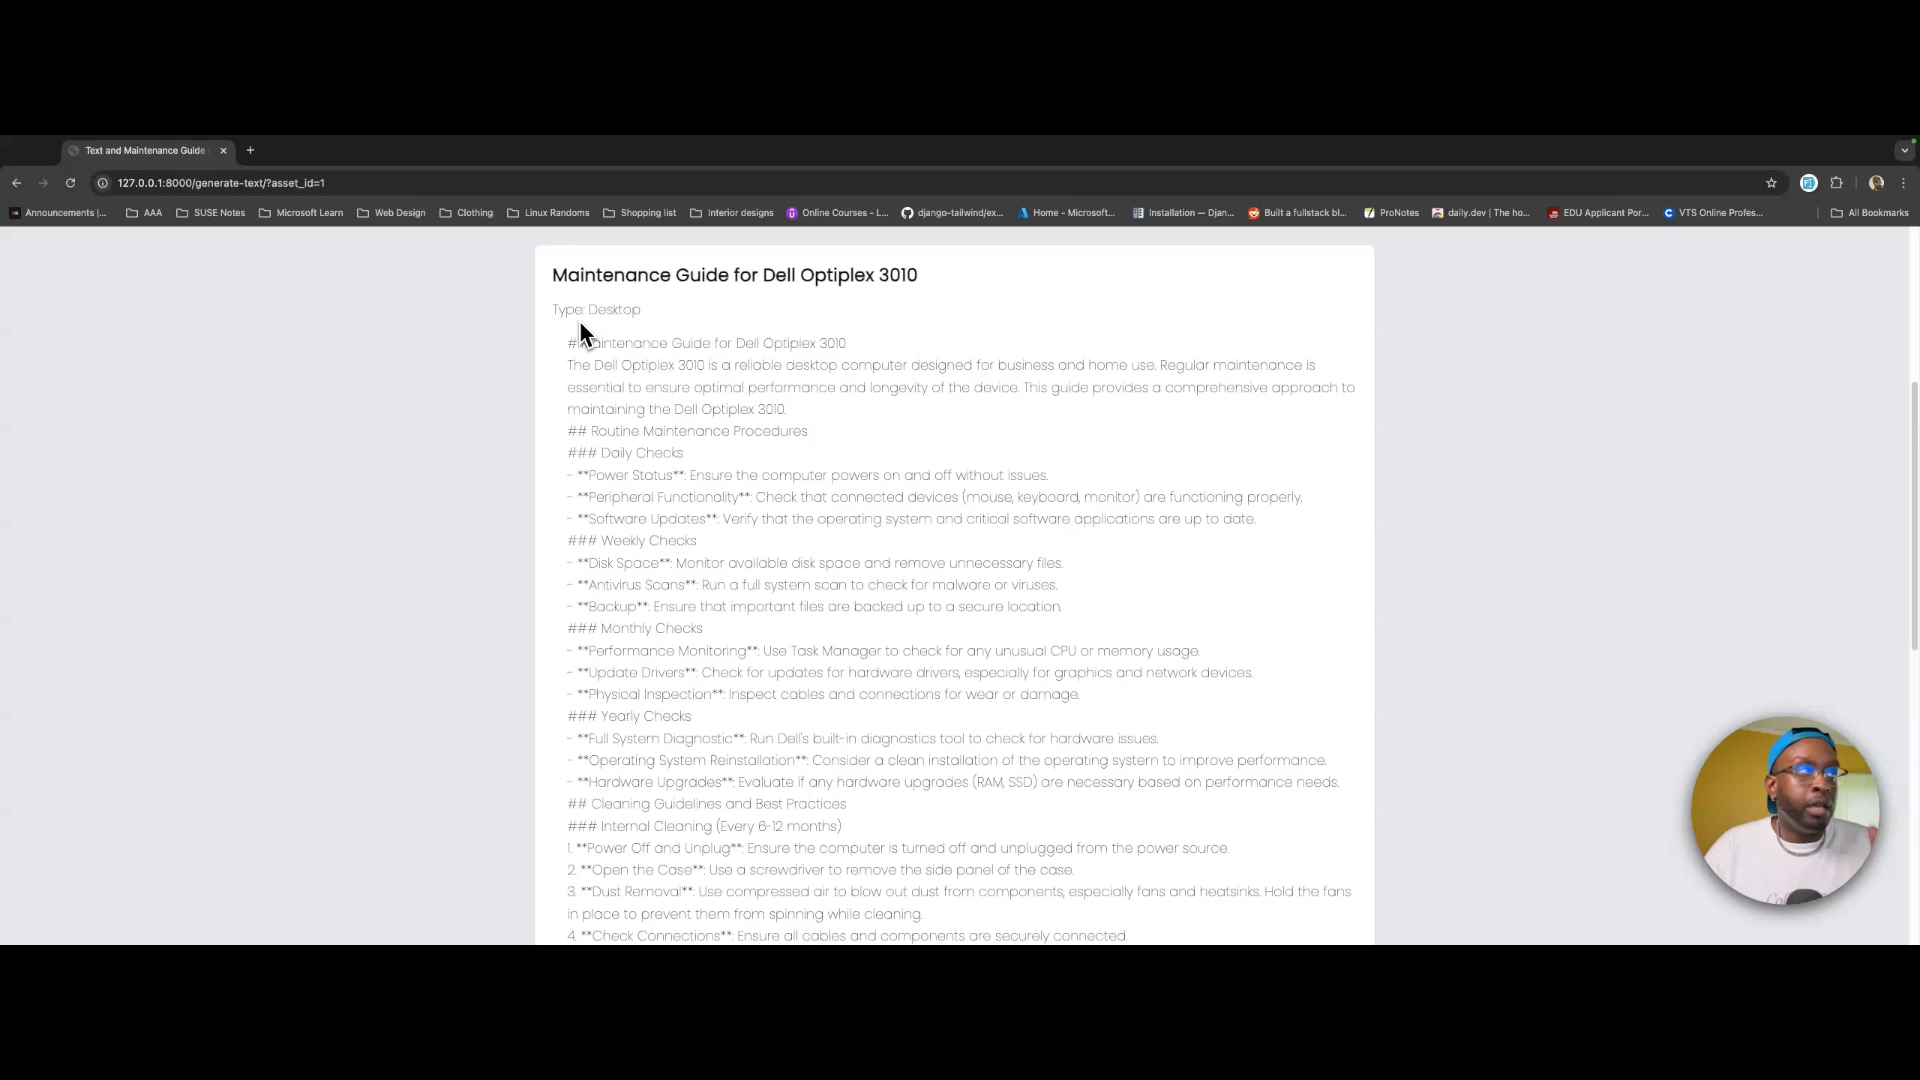 Text and Maintenance Guide
127.0.0.1:8000/generate-text/?asset_id=1
Announcements |...
AAA
SUSE Notes
Microsoft Learn
Web Design
Clothing
Linux Randoms
Shopping list
Interior designs
Online Courses - L...
django-tailwind/ex...
Home - Microsoft...
Installation — Djan...
Built a fullstack bl...
ProNotes
daily.dev | The ho...
EDU Applicant Por...
VTS Online Profes...
All Bookmarks
Maintenance Guide for Dell Optiplex 3010
Type: Desktop
Guide for Dell Optiplex 3010
The Dell Optiplex 3010 is a reliable desktop computer designed for business and home use. Regular maintenance is
essential to ensure optimal performance and longevity of the device. This guide provides a comprehensive approach to
maintaining the Dell Optiplex 3010.
## Routine Maintenance Procedures
### Daily Checks
- **Power Status**: Ensure the computer powers on and off without issues.
- **Peripheral Functionality**: Check that connected devices (mouse, keyboard, monitor) are functioning properly.
- **Software Updates**: Verify that the operating system and critical software applications are up to date.
### Weekly Checks
- **Disk Space**: Monitor available disk space and remove unnecessary files.
- **Antivirus Scans**: Run a full system scan to check for malware or viruses.
- **Backup**: Ensure that important files are backed up to a secure location.
### Monthly Checks
- **Performance Monitoring**: Use Task Manager to check for any unusual CPU or memory usage.
- **Update Drivers**: Check for updates for hardware drivers, especially for graphics and network devices.
- **Physical Inspection**: Inspect cables and connections for wear or damage.
### Yearly Checks
- **Full System Diagnostic**: Run Dell's built-in diagnostics tool to check for hardware issues.
- **Operating System Reinstallation**: Consider a clean installation of the operating system to improve performance.
- **Hardware Upgrades**: Evaluate if any hardware upgrades (RAM, SSD) are necessary based on performance needs.
## Cleaning Guidelines and Best Practices
### Internal Cleaning (Every 6-12 months)
1. **Power Off and Unplug**: Ensure the computer is turned off and unplugged from the power source.
2. **Open the Case**: Use a screwdriver to remove the side panel of the case.
3. **Dust Removal**: Use compressed air to blow out dust from components, especially fans and heatsinks. Hold the fans
in place to prevent them from spinning while cleaning.
4. **Check Connections**: Ensure all cables and components are securely connected.